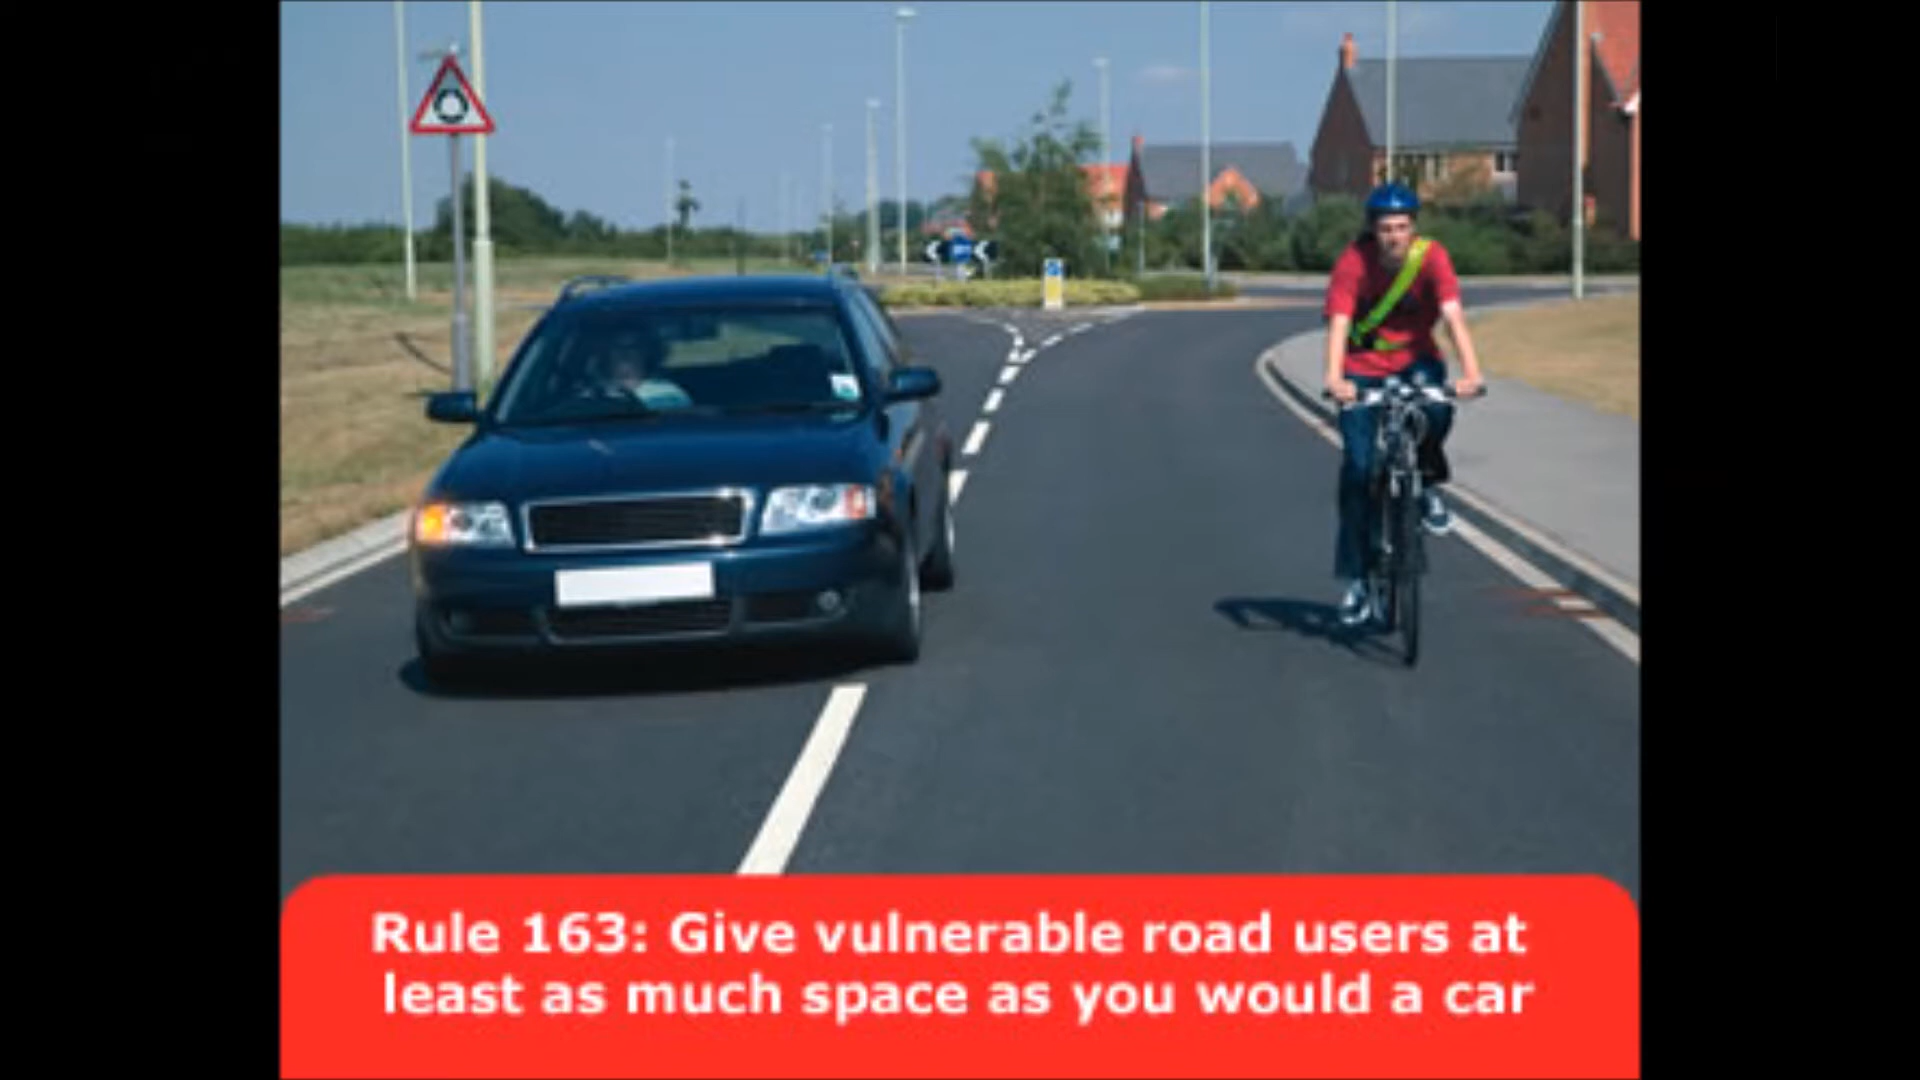 Rule 163: Give vulnerable road users at
least as much space as you would a car